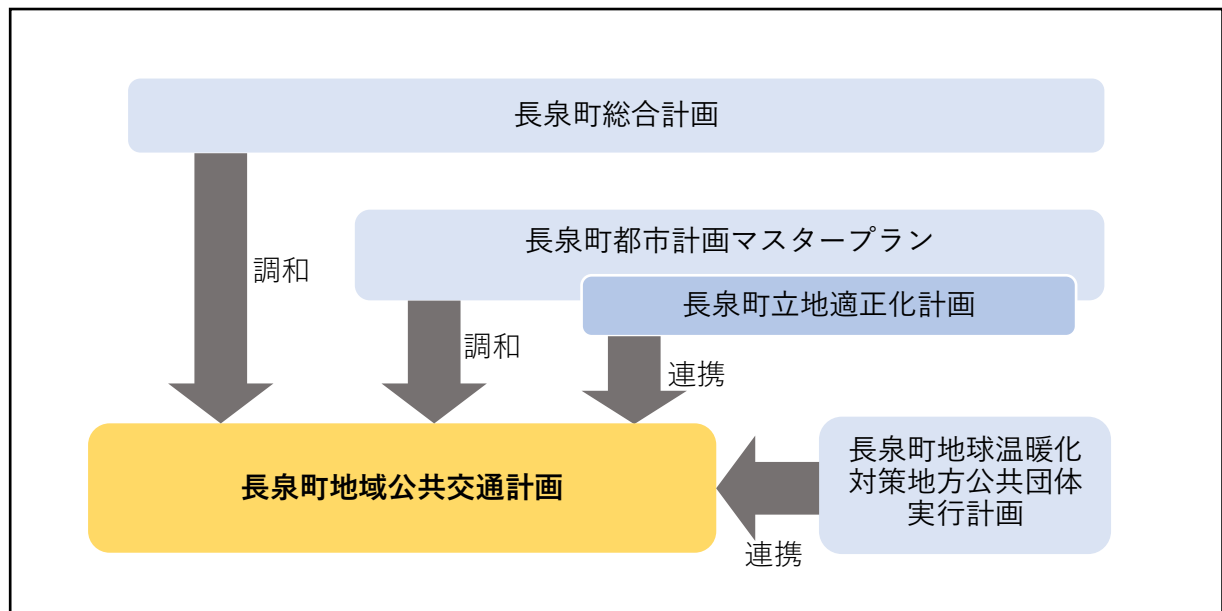 長泉町総合計画
長泉町都市計画マスタープラン
長泉町立地適正化計画
調和
調和
連携
長泉町地域公共交通計画
長泉町地球温暖化
対策地方公共団体
実行計画
連携